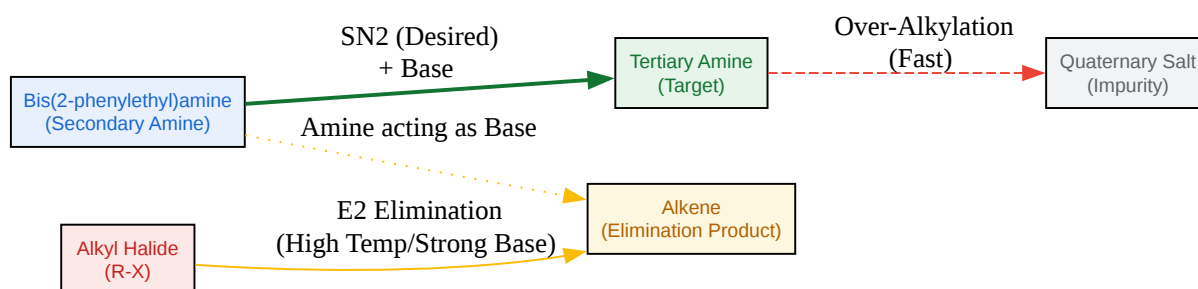 SN2 (Desired)
+ Base
Over-Alkylation
(Fast)
Bis(2-phenylethyl)amine
(Secondary Amine)
Tertiary Amine
(Target)
Quaternary Salt
(Impurity)
Amine acting as Base
E2 Elimination
(High Temp/Strong Base)
Alkene
(Elimination Product)
Alkyl Halide
(R-X)